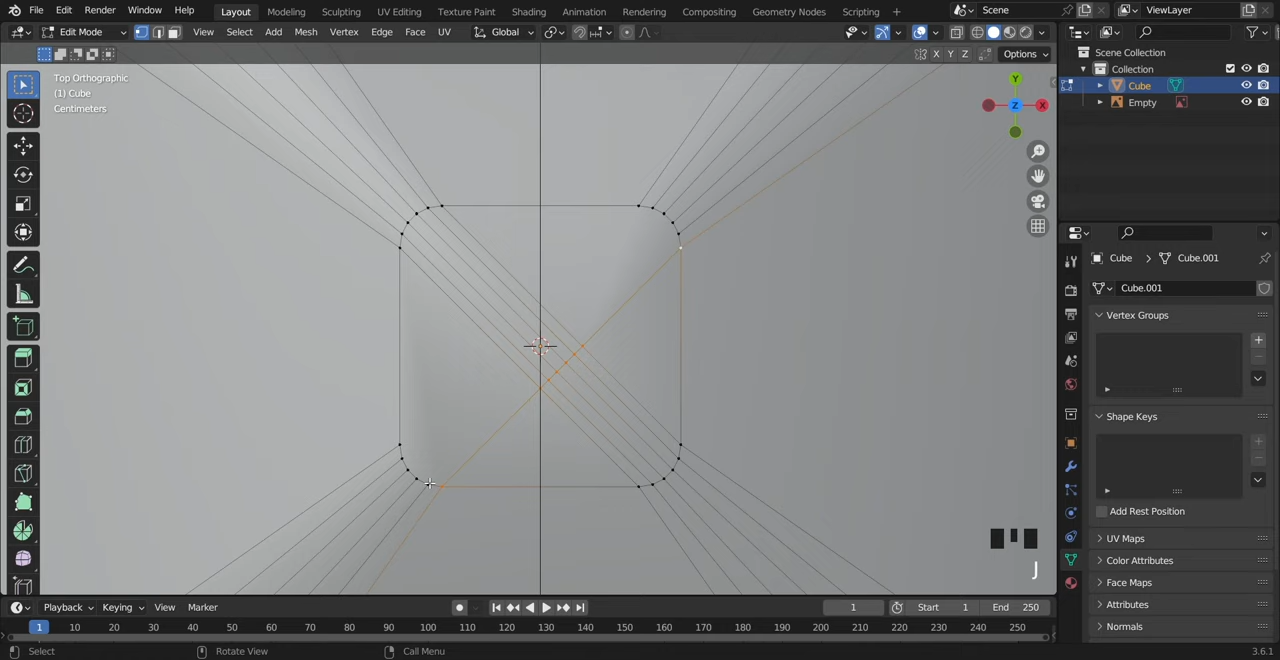 File Edit Render Window Help Layout Modeling Sculpting UV Editing Texture Paint Shading Animation Rendering Compositing Geometry Nodes Scripting + Scene ViewLayer
Edit Mode View Select Add Mesh Vertex Edge Face UV Global
X Y Z Options
Top Orthographic
(1) Cube
Centimeters
Y
Z X
Scene Collection
Collection
Cube
Empty
Cube Cube.001
Cube.001
Vertex Groups
Shape Keys
Add Rest Position
UV Maps
Color Attributes
Face Maps
Attributes
Normals
J
Playback Keying View Marker 1 Start 1 End 250
1 10 20 30 40 50 60 70 80 90 100 110 120 130 140 150 160 170 180 190 200 210 220 230 240 250
Select Rotate View Call Menu 3.6.1